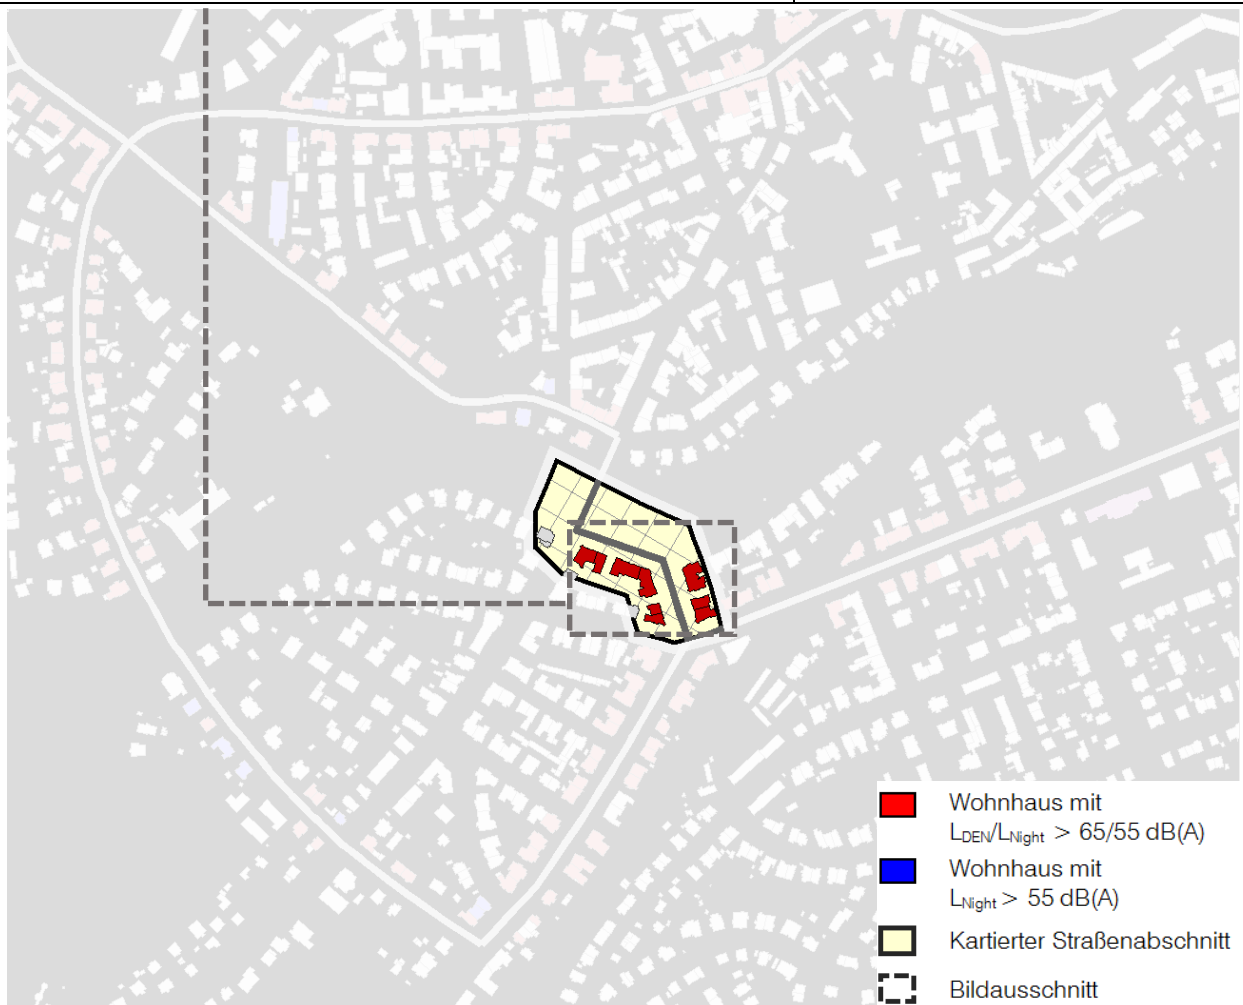 Wohnhaus mit
LDEN/LNight > 65/55 dB(A)
Wohnhaus mit
LNight > 55 dB(A)
Kartierter Straßenabschnitt
Bildausschnitt